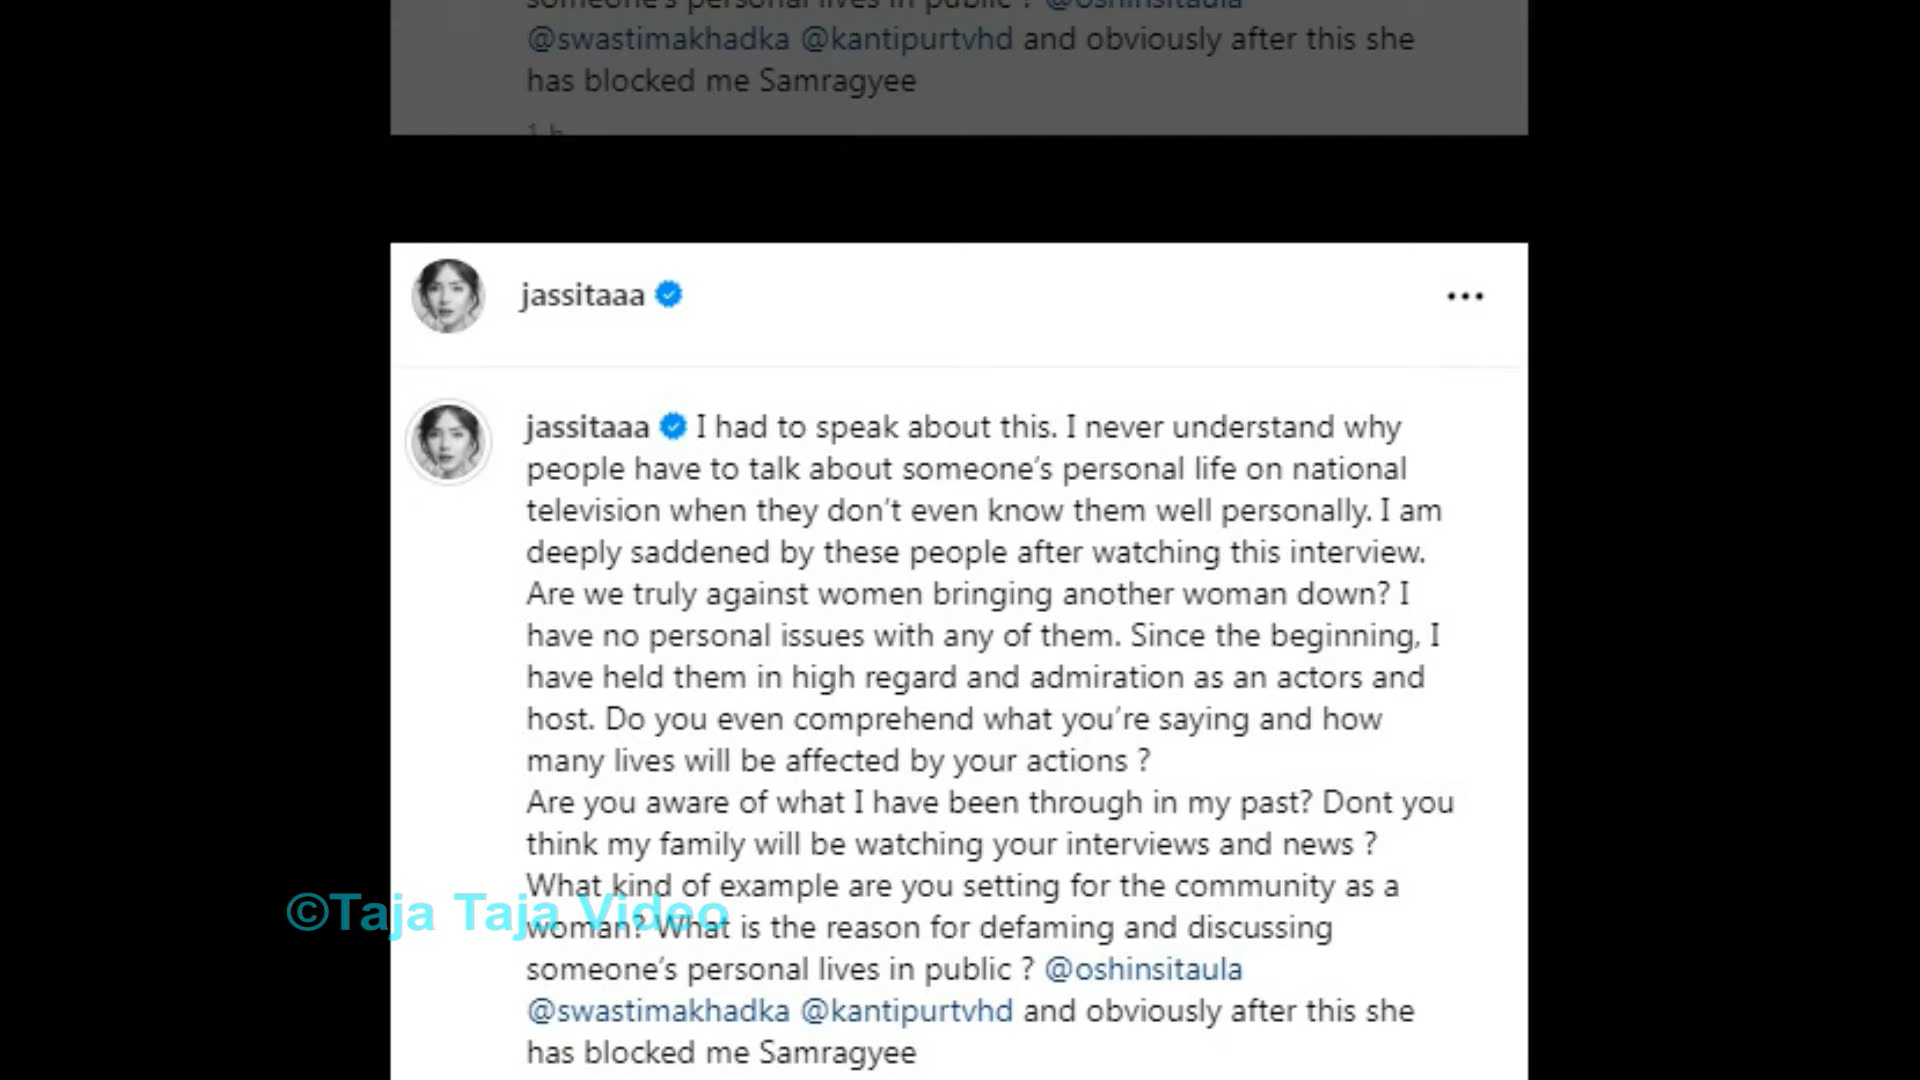 someone's personal lives in public ? @oshinsitaula
@swastimakhadka @kantipurtvhd and obviously after this she
has blocked me Samragyee
1 h
jassitaaa
jassitaaa I had to speak about this. I never understand why
people have to talk about someone's personal life on national
television when they don't even know them well personally. I am
deeply saddened by these people after watching this interview.
Are we truly against women bringing another woman down? I
have no personal issues with any of them. Since the beginning, I
have held them in high regard and admiration as an actors and
host. Do you even comprehend what you're saying and how
many lives will be affected by your actions ?
Are you aware of what I have been through in my past? Dont you
think my family will be watching your interviews and news ?
What kind of example are you setting for the community as a
woman? What is the reason for defaming and discussing
someone's personal lives in public ? @oshinsitaula
@swastimakhadka @kantipurtvhd and obviously after this she
has blocked me Samragyee
©Taja Taja Video